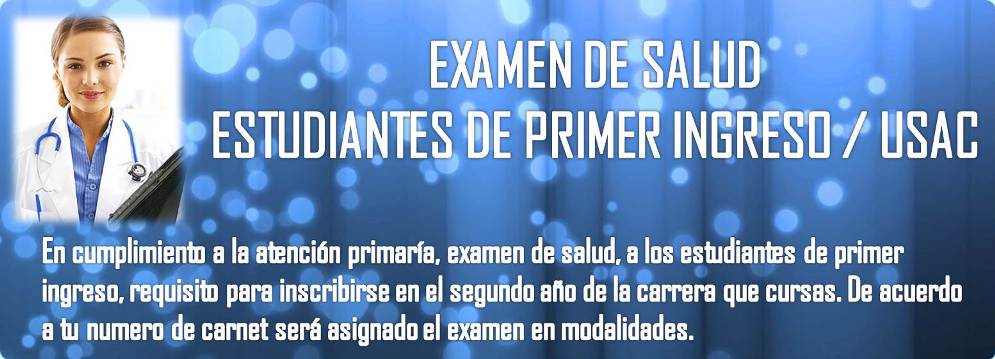 EXAMEN DE SALUD
ESTUDIANTES DE PRIMER INGRESO / USAC
En cumplimiento a la atención primaría, examen de salud, a los estudiantes de primer
ingreso, requisito para inscribirse en el segundo año de la carrera que cursas. De acuerdo
a tu numero de carnet será asignado el examen en modalidades.